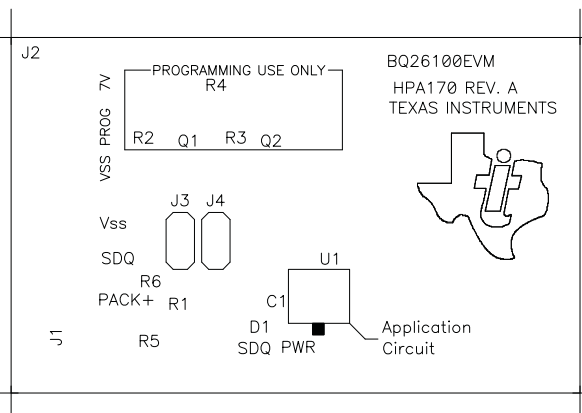 J2
BQ26100EVM
HPA170 REV. A
TEXAS INSTRUMENTS
PROGRAMMING USE ONLY
R4
VSS PROG 7V
R2 Q1 R3 Q2
J3 J4
Vss
SDQ
R6
PACK+ R1
U1
C1
J1
R5
D1
SDQ PWR
Application
Circuit